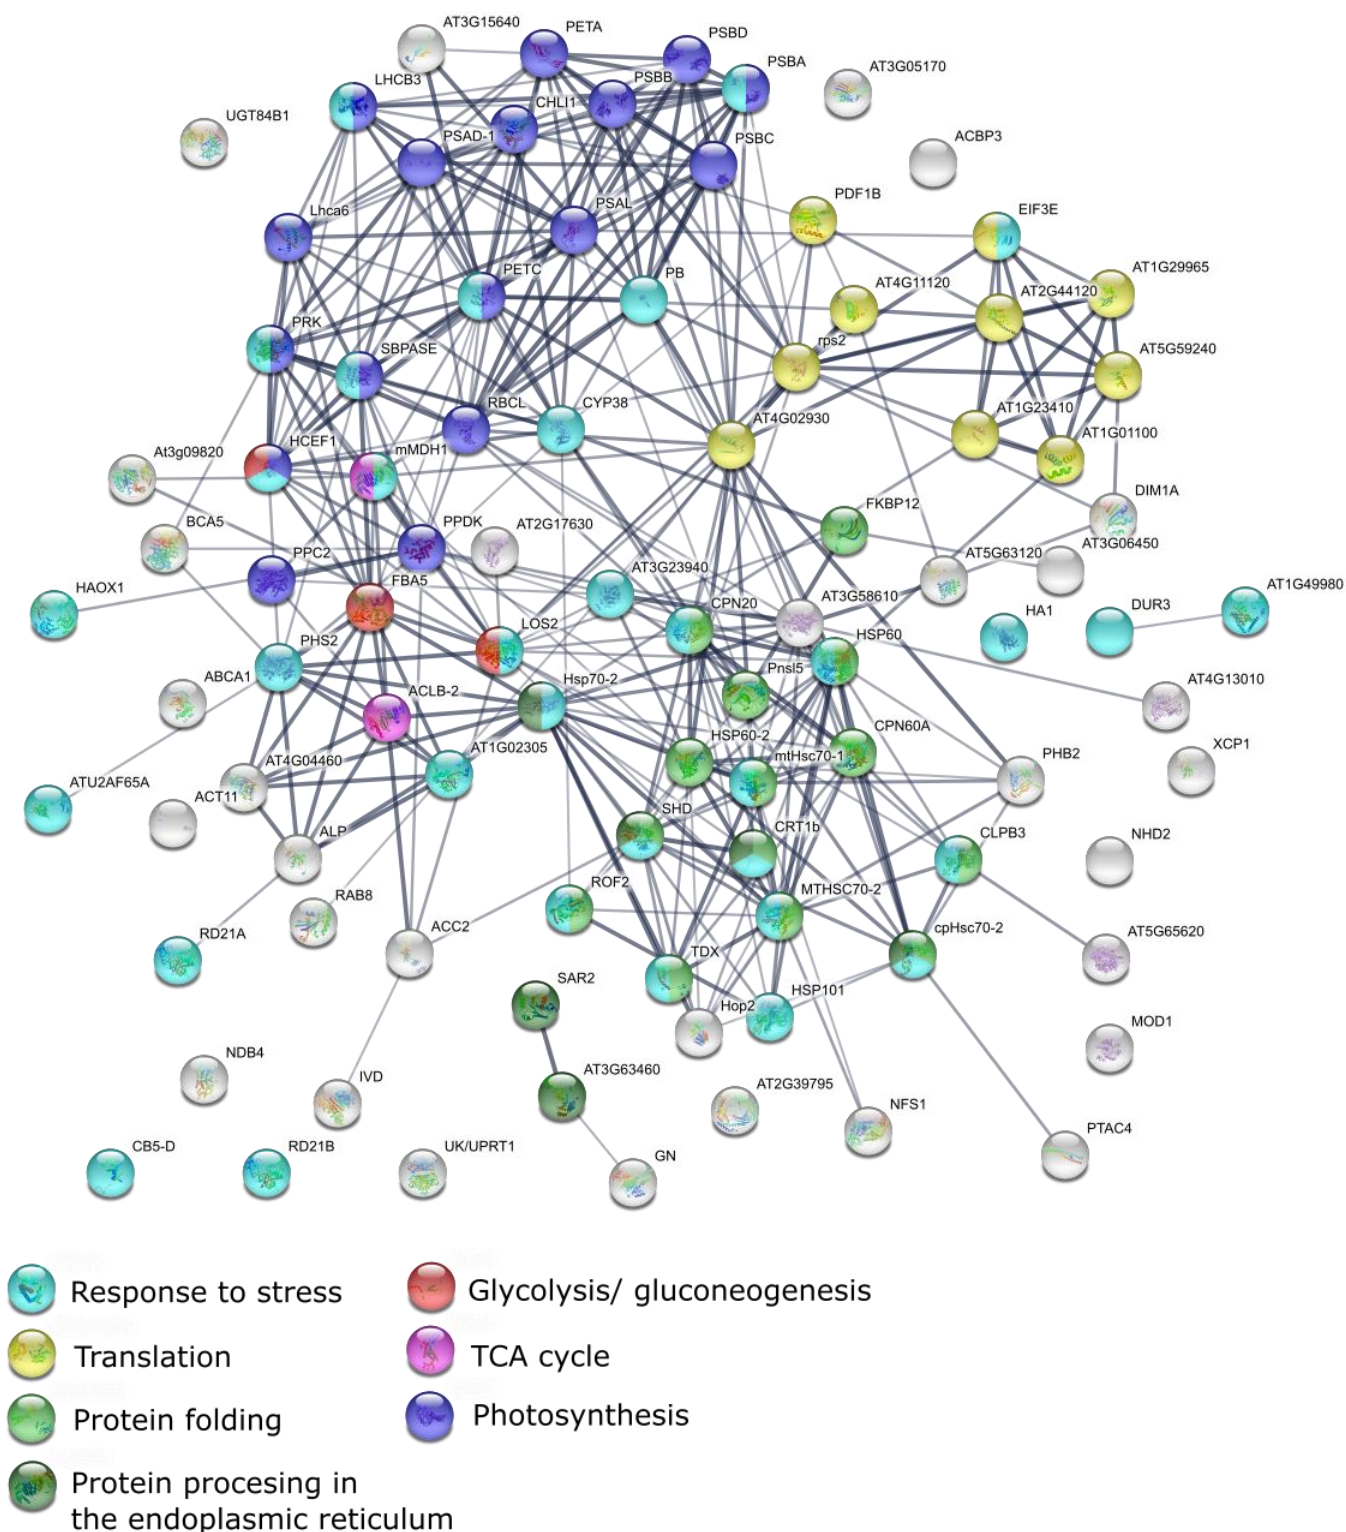 AT3G15640
PETA
PSBD
PSBA
AT3G05170
LHCB3
PSBB
CHLI1
UGT84B1
PSAD-1
PSBC
ACBP3
Lhca6
PSAL
PDF1B
EIF3E
PETC
PB
AT4G11120
AT2G44120
AT1G29965
PRK
SBPASE
rps2
AT5G59240
RBCL
CYP38
AT4G02930
AT1G23410
AT1G01100
At3g09820
HCEF1
mMDH1
FKBP12
DIM1A
BCA5
PPC2
PPDK
AT2G17630
AT5G63120
AT3G06450
HAOX1
FBA5
AT3G23940
CPN20
AT3G58610
HA1
DUR3
AT1G49980
PHS2
LOS2
HSP60
ABCA1
ACLB-2
Hsp70-2
Pnsl5
AT4G13010
ATU2AF65A
AT4G04460
AT1G02305
HSP60-2
mtHsc70-1
CPN60A
PHB2
XCP1
ACT11
ALP
SHD
CRT1b
CLPB3
NHD2
RD21A
RAB8
ACC2
ROF2
MTHSC70-2
cpHsc70-2
AT5G65620
SAR2
TDX
Hop2
HSP101
MOD1
NDB4
IVD
AT3G63460
AT2G39795
NFS1
PTAC4
CB5-D
RD21B
UK/UPRT1
GN
Response to stress
Glycolysis/ gluconeogenesis
Translation
TCA cycle
Protein folding
Photosynthesis
Protein procesing in
the endoplasmic reticulum